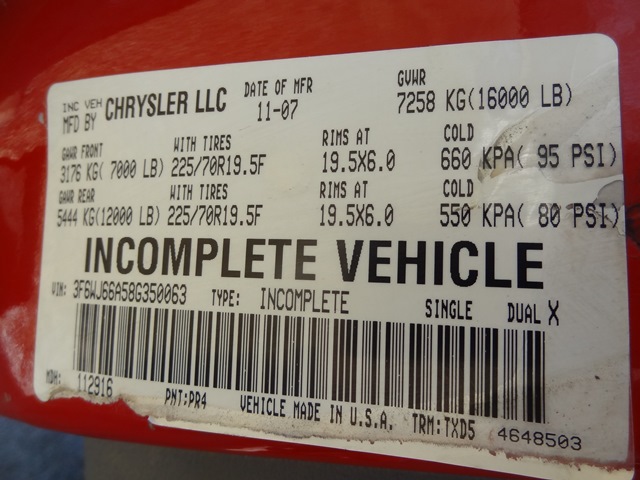 INC VEH MFD BY CHRYSLER LLC DATE OF MFR 11-07 GVWR 7258 KG(16000 LB)
GAWR FRONT WITH TIRES RIMS AT COLD
3176 KG( 7000 LB) 225/70R19.5F 19.5X6.0 660 KPA( 95 PSI)
GAWR REAR WITH TIRES RIMS AT COLD
5444 KG(12000 LB) 225/70R19.5F 19.5X6.0 550 KPA( 80 PSI)
INCOMPLETE VEHICLE
VIN: 3F6WJ66A58G350063 TYPE: INCOMPLETE SINGLE DUAL X
MDH: 112916 PNT:PR4 VEHICLE MADE IN U.S.A. TRM:TXD5 4648503